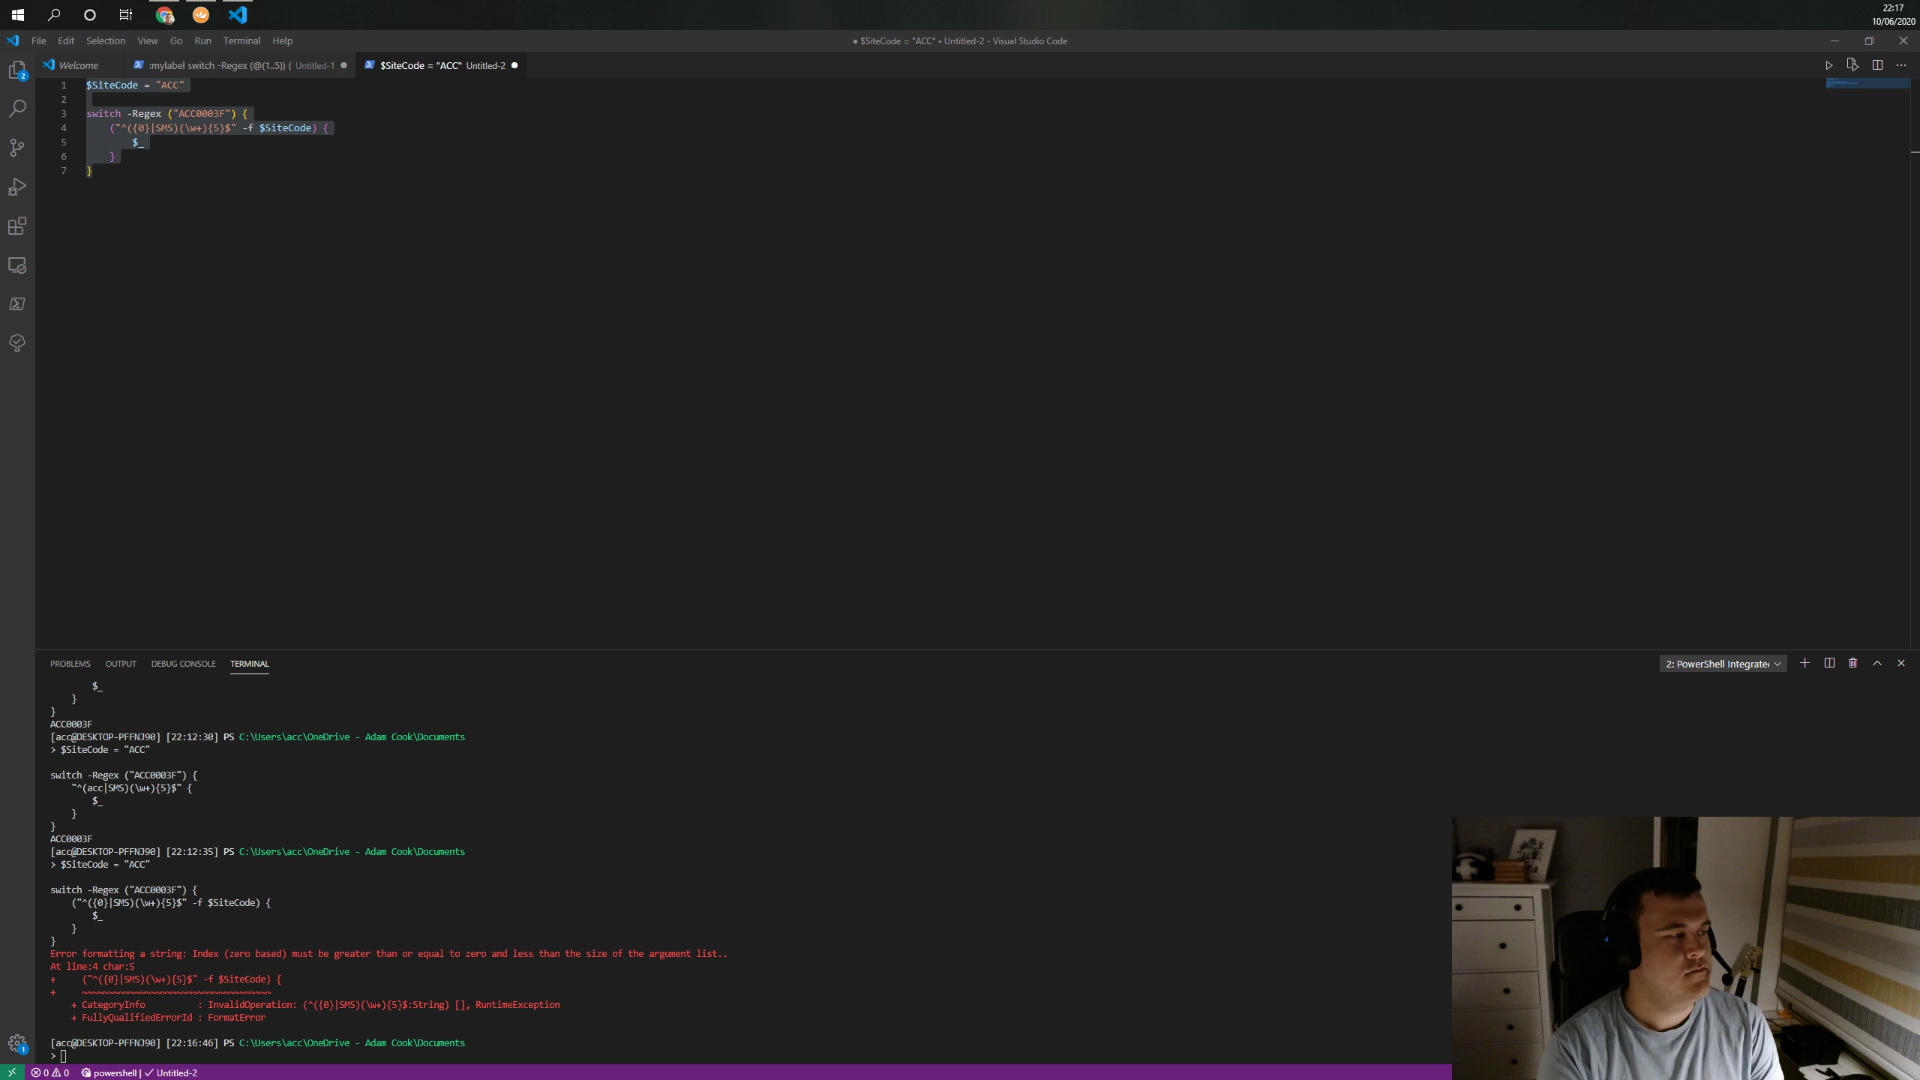 22:17
10/06/2020
File Edit Selection View Go Run Terminal Help
● $SiteCode = "ACC" • Untitled-2 - Visual Studio Code
Welcome
:mylabel switch -Regex (@(1..5)) { Untitled-1 ●
$SiteCode = "ACC" Untitled-2 ●
2
1 $SiteCode = "ACC"
2
3 switch -Regex ("ACC0003F") {
4 ("^({0}|SMS)(\w+){5}$" -f $SiteCode) {
5 $_
6 }
7 }
PROBLEMS OUTPUT DEBUG CONSOLE TERMINAL
2: PowerShell Integrate
$_
}
}
ACC0003F
[acc@DESKTOP-PFFNJ90] [22:12:30] PS C:\Users\acc\OneDrive - Adam Cook\Documents
> $SiteCode = "ACC"
switch -Regex ("ACC0003F") {
"^(acc|SMS)(\w+){5}$" {
$_
}
}
ACC0003F
[acc@DESKTOP-PFFNJ90] [22:12:35] PS C:\Users\acc\OneDrive - Adam Cook\Documents
> $SiteCode = "ACC"
switch -Regex ("ACC0003F") {
("^({0}|SMS)(\w+){5}$" -f $SiteCode) {
$_
}
}
Error formatting a string: Index (zero based) must be greater than or equal to zero and less than the size of the argument list..
At line:4 char:5
+ ("^({0}|SMS)(\w+){5}$" -f $SiteCode) {
+ ~~~~~~~~~~~~~~~~~~~~~~~~~~~~~~~~~~~~
+ CategoryInfo : InvalidOperation: (^({0}|SMS)(\w+){5}$:String) [], RuntimeException
+ FullyQualifiedErrorId : FormatError
[acc@DESKTOP-PFFNJ90] [22:16:46] PS C:\Users\acc\OneDrive - Adam Cook\Documents
>
1
0 0 powershell | ✓ Untitled-2